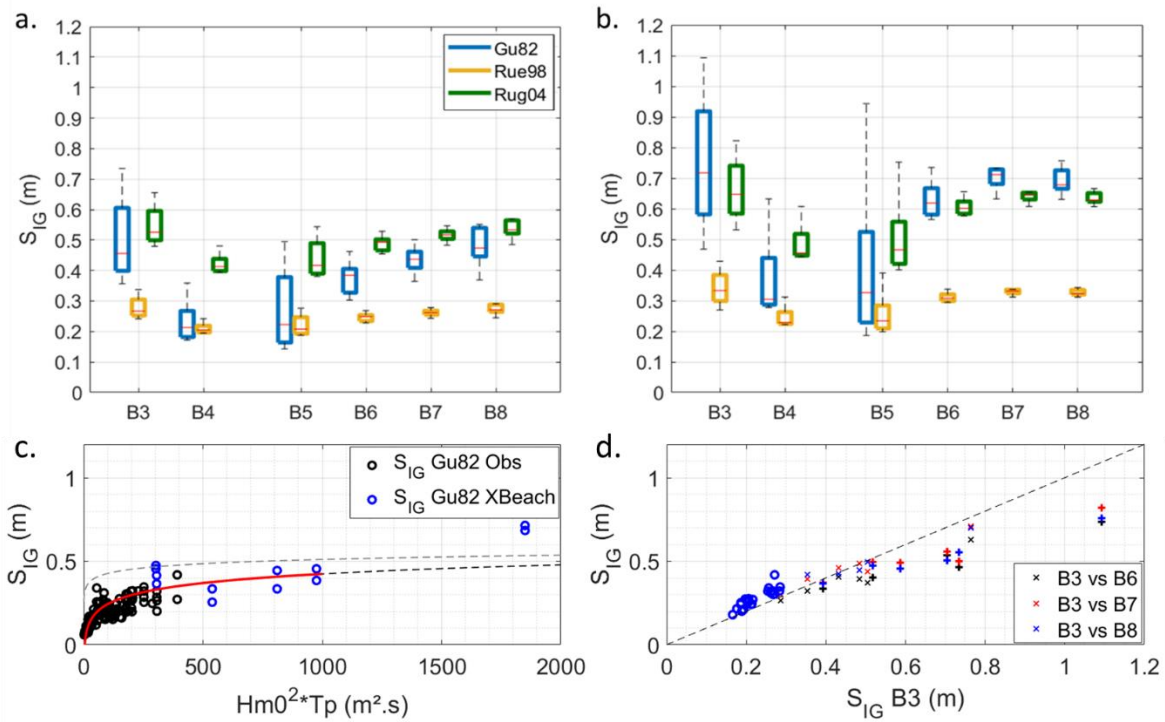 a.
S_IG (m)
1.2
1.1
1
0.9
0.8
0.7
0.6
0.5
0.4
0.3
0.2
0.1
0
B3 B4 B5 B6 B7 B8
Gu82
Rue98
Rug04
b.
S_IG (m)
1.2
1.1
1
0.9
0.8
0.7
0.6
0.5
0.4
0.3
0.2
0.1
0
B3 B4 B5 B6 B7 B8
c.
S_IG (m)
1
0.5
0
0 500 1000 1500 2000
Hm0²*Tp (m².s)
S_IG Gu82 Obs
S_IG Gu82 XBeach
d.
S_IG (m)
1
0.5
0
0 0.2 0.4 0.6 0.8 1 1.2
S_IG B3 (m)
B3 vs B6
B3 vs B7
B3 vs B8